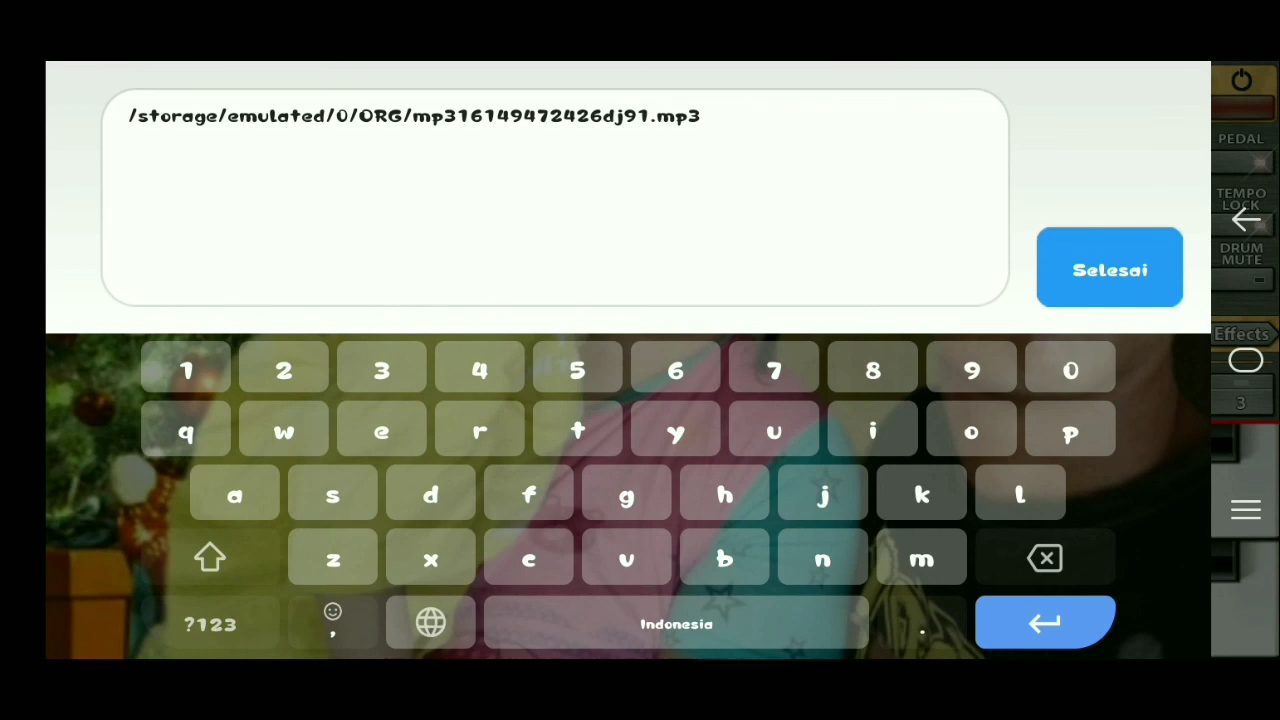 /storage/emulated/0/ORG/mp316149472426dj91.mp3
Selesai
PEDAL
TEMPO
LOCK
DRUM
MUTE
Effects
3
1 2 3 4 5 6 7 8 9 0
q w e r t y u i o p
a s d f g h j k l
z x c v b n m
?123 , Indonesia .